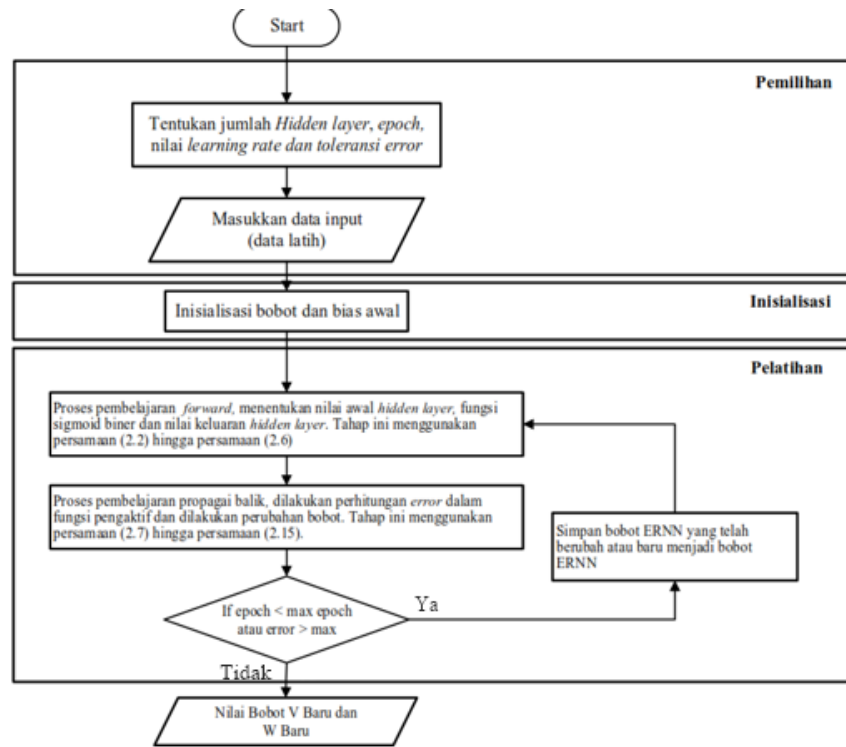 Start
Pemilihan
Tentukan jumlah Hidden layer, epoch,
nilai learning rate dan toleransi error
Masukkan data input
(data latih)
Inisialisasi
Inisialisasi bobot dan bias awal
Pelatihan
Proses pembelajaran forward, menentukan nilai awal hidden layer, fungsi
sigmoid biner dan nilai keluaran hidden layer. Tahap ini menggunakan
persamaan (2.2) hingga persamaan (2.6)
Proses pembelajaran propagai balik, dilakukan perhitungan error dalam
fungsi pengaktif dan dilakukan perubahan bobot. Tahap ini menggunakan
persamaan (2.7) hingga persamaan (2.15).
Simpan bobot ERNN yang telah
berubah atau baru menjadi bobot
ERNN
If epoch < max epoch
atau error > max
Ya
Tidak
Nilai Bobot V Baru dan
W Baru